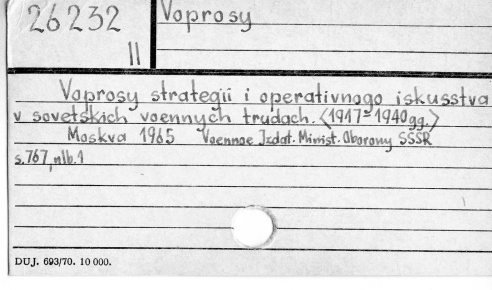 26232
II
Voprosy
Voprosy strategii i operativnogo iskusstva
v sovetskich voennych trudach. <1917=1940gg.>
Moskva 1965 Voennoe Izdat. Minist. Oborony SSSR
s.767, nlb.1
DUJ. 693/70. 10 000.